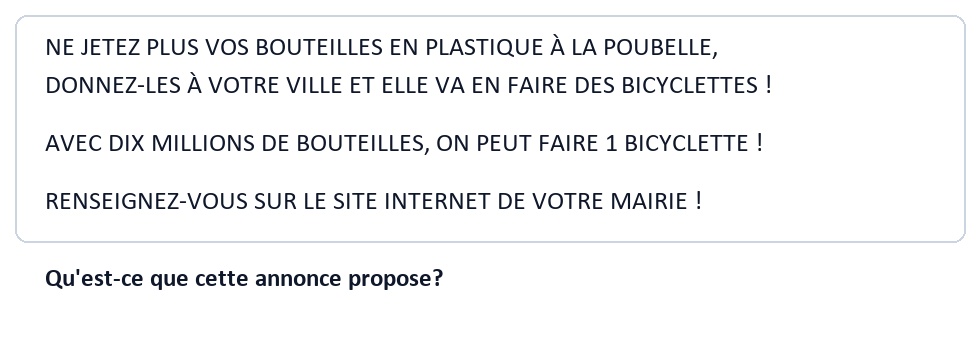 NE JETEZ PLUS VOS BOUTEILLES EN PLASTIQUE À LA POUBELLE,
DONNEZ-LES À VOTRE VILLE ET ELLE VA EN FAIRE DES BICYCLETTES !
AVEC DIX MILLIONS DE BOUTEILLES, ON PEUT FAIRE 1 BICYCLETTE !
RENSEIGNEZ-VOUS SUR LE SITE INTERNET DE VOTRE MAIRIE !
Qu'est-ce que cette annonce propose?